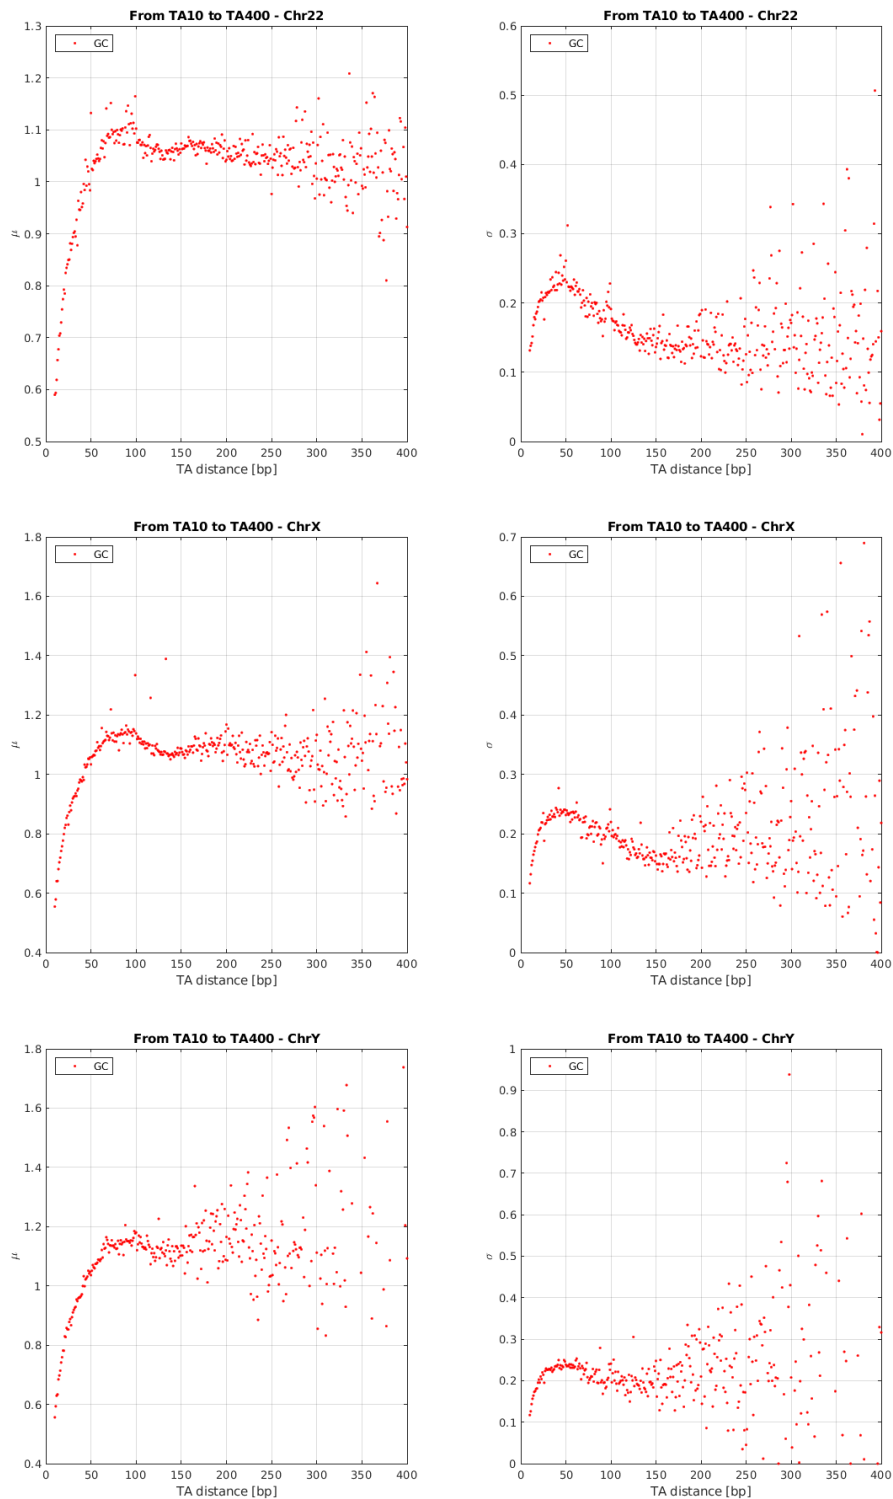 From TA10 to TA400 - Chr22
1.3
1.2
1.1
1
0.9
0.8
0.7
0.6
0.5
μ
GC
0 50 100 150 200 250 300 350 400
TA distance [bp]
From TA10 to TA400 - Chr22
0.6
0.5
0.4
0.3
0.2
0.1
0
σ
GC
0 50 100 150 200 250 300 350 400
TA distance [bp]
From TA10 to TA400 - ChrX
1.8
1.6
1.4
1.2
1
0.8
0.6
0.4
μ
GC
0 50 100 150 200 250 300 350 400
TA distance [bp]
From TA10 to TA400 - ChrX
0.7
0.6
0.5
0.4
0.3
0.2
0.1
0
σ
GC
0 50 100 150 200 250 300 350 400
TA distance [bp]
From TA10 to TA400 - ChrY
1.8
1.6
1.4
1.2
1
0.8
0.6
0.4
μ
GC
0 50 100 150 200 250 300 350 400
TA distance [bp]
From TA10 to TA400 - ChrY
1
0.9
0.8
0.7
0.6
0.5
0.4
0.3
0.2
0.1
0
σ
GC
0 50 100 150 200 250 300 350 400
TA distance [bp]